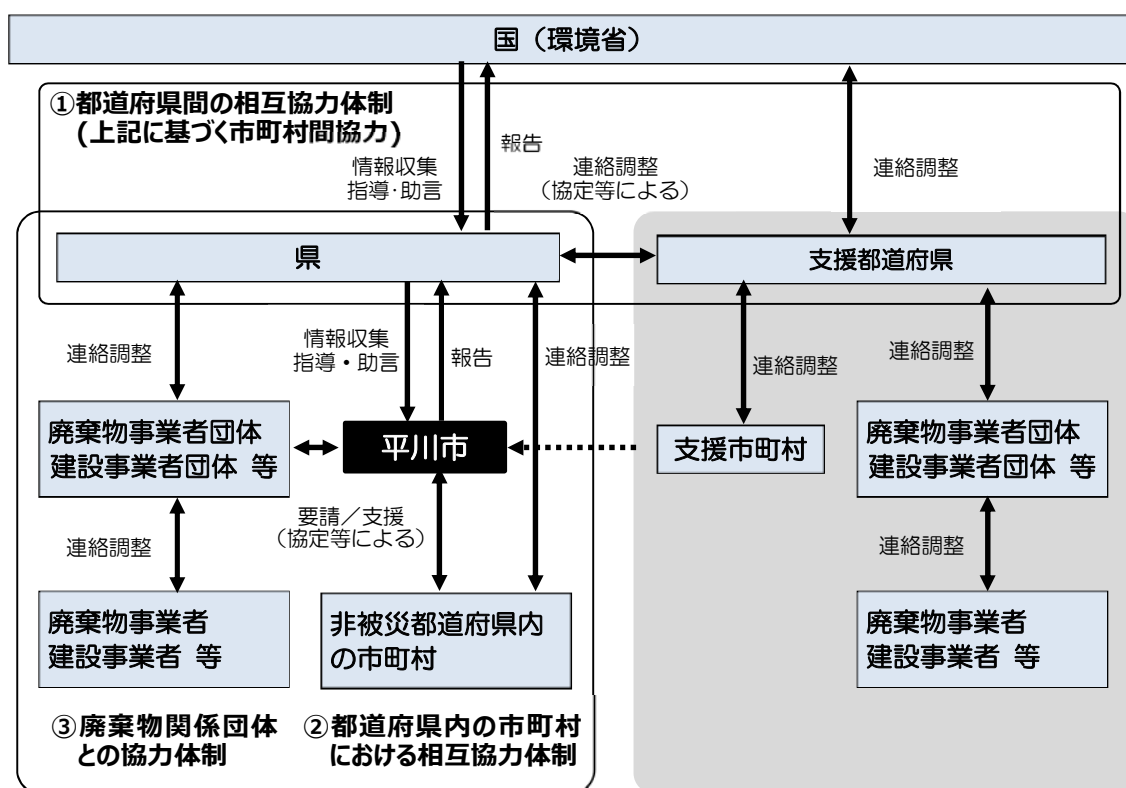 国（環境省）
①都道府県間の相互協力体制
(上記に基づく市町村間協力)
報告
情報収集
指導･助言
連絡調整
（協定等による）
連絡調整
県
支援都道府県
連絡調整
情報収集
指導・助言
報告
連絡調整
連絡調整
連絡調整
廃棄物事業者団体
建設事業者団体 等
平川市
支援市町村
廃棄物事業者団体
建設事業者団体 等
連絡調整
要請／支援
（協定等による）
連絡調整
廃棄物事業者
建設事業者 等
非被災都道府県内
の市町村
廃棄物事業者
建設事業者 等
③廃棄物関係団体
との協力体制
②都道府県内の市町村
における相互協力体制